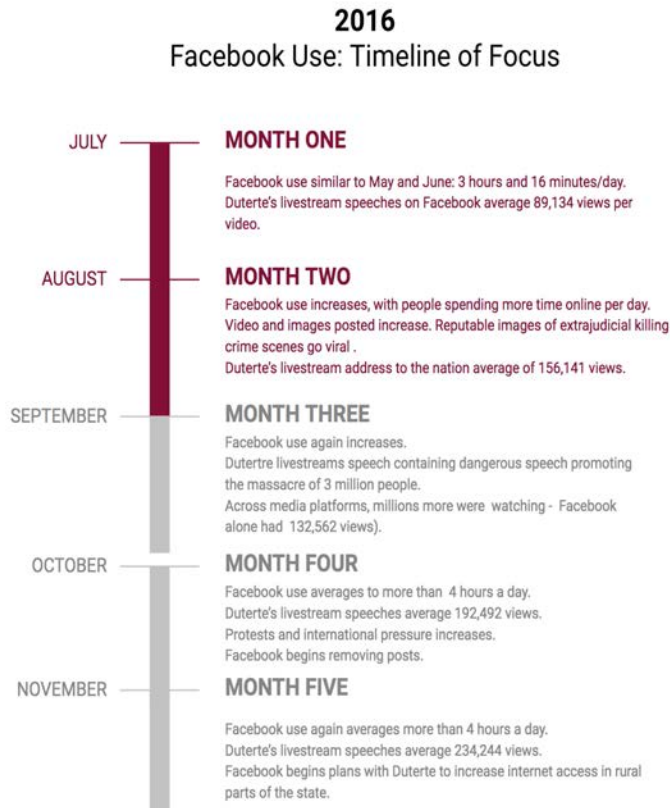 2016
Facebook Use: Timeline of Focus
JULY
MONTH ONE
Facebook use similar to May and June: 3 hours and 16 minutes/day.
Duterte's livestream speeches on Facebook average 89,134 views per
video.
AUGUST
MONTH TWO
Facebook use increases, with people spending more time online per day.
Video and images posted increase. Reputable images of extrajudicial killing
crime scenes go viral .
Duterte's livestream address to the nation average of 156,141 views.
SEPTEMBER
MONTH THREE
Facebook use again increases.
Dutertre livestreams speech containing dangerous speech promoting
the massacre of 3 million people.
Across media platforms, millions more were watching - Facebook
alone had 132,562 views).
OCTOBER
MONTH FOUR
Facebook use averages to more than 4 hours a day.
Duterte's livestream speeches average 192,492 views.
Protests and international pressure increases.
Facebook begins removing posts.
NOVEMBER
MONTH FIVE
Facebook use again averages more than 4 hours a day.
Duterte's livestream speeches average 234,244 views.
Facebook begins plans with Duterte to increase internet access in rural
parts of the state.